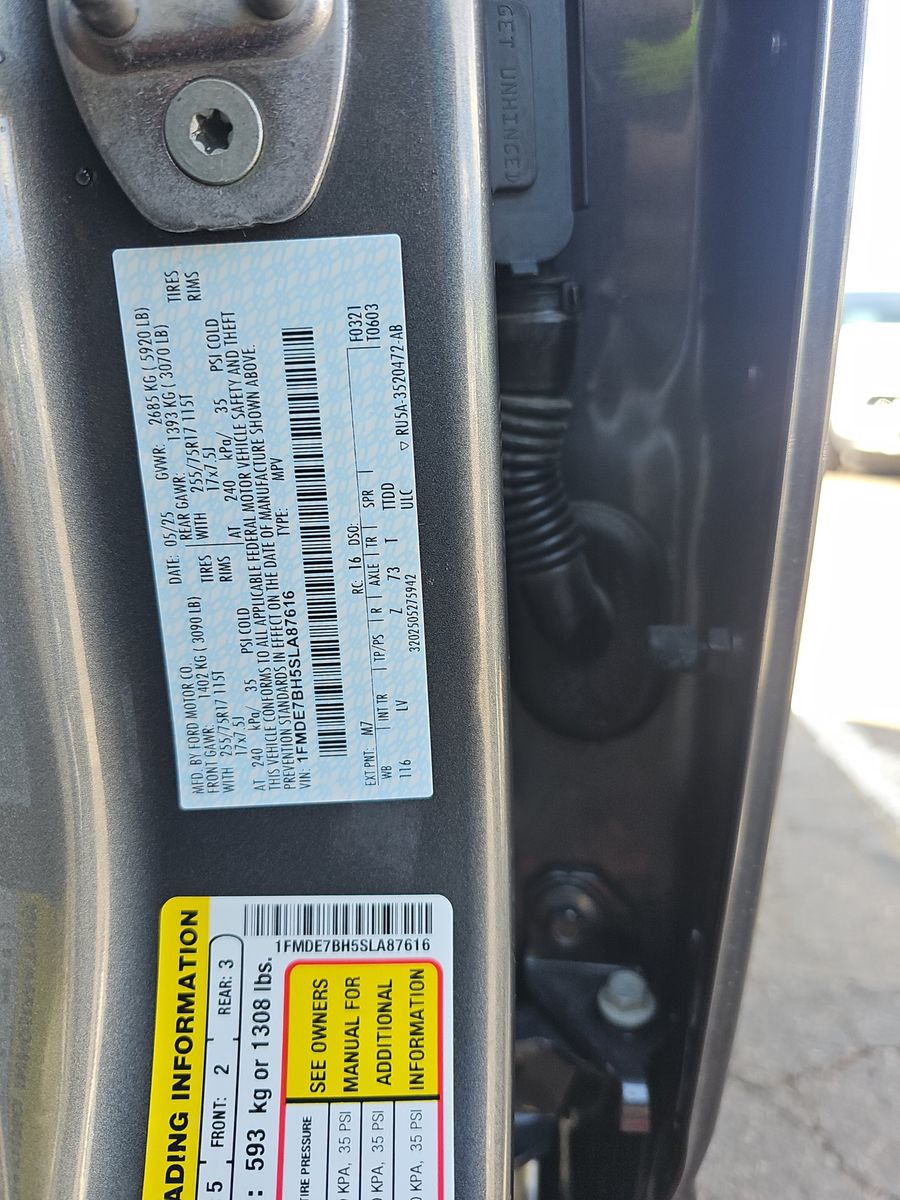 GET UNHINGED
MFD. BY FORD MOTOR CO. DATE: 05/25 GVWR: 2685 KG ( 5920 LB)
FRONT GAWR: 1402 KG ( 3090 LB) REAR GAWR: 1393 KG ( 3070 LB)
WITH 255/75R17 115T TIRES WITH 255/75R17 115T TIRES
17x7.5J RIMS 17x7.5J RIMS
AT 240 kPa/ 35 PSI COLD AT 240 kPa/ 35 PSI COLD
THIS VEHICLE CONFORMS TO ALL APPLICABLE FEDERAL MOTOR VEHICLE SAFETY AND THEFT
PREVENTION STANDARDS IN EFFECT ON THE DATE OF MANUFACTURE SHOWN ABOVE.
VIN: 1FMDE7BH5SLA87616 TYPE: MPV
F0321
EXT PNT: M7 RC: 16 DSO: T0603
WB INT TR TP/PS R AXLE TR SPR
116 LV Z 73 T TTDD
ULC
3202505275942 ▽ RU5A-3520472-AB
ADING INFORMATION
5 FRONT: 2 REAR: 3
: 593 kg or 1308 lbs.
1FMDE7BH5SLA87616
TIRE PRESSURE
KPA, 35 PSI
0 KPA, 35 PSI
0 KPA, 35 PSI
SEE OWNERS
MANUAL FOR
ADDITIONAL
INFORMATION